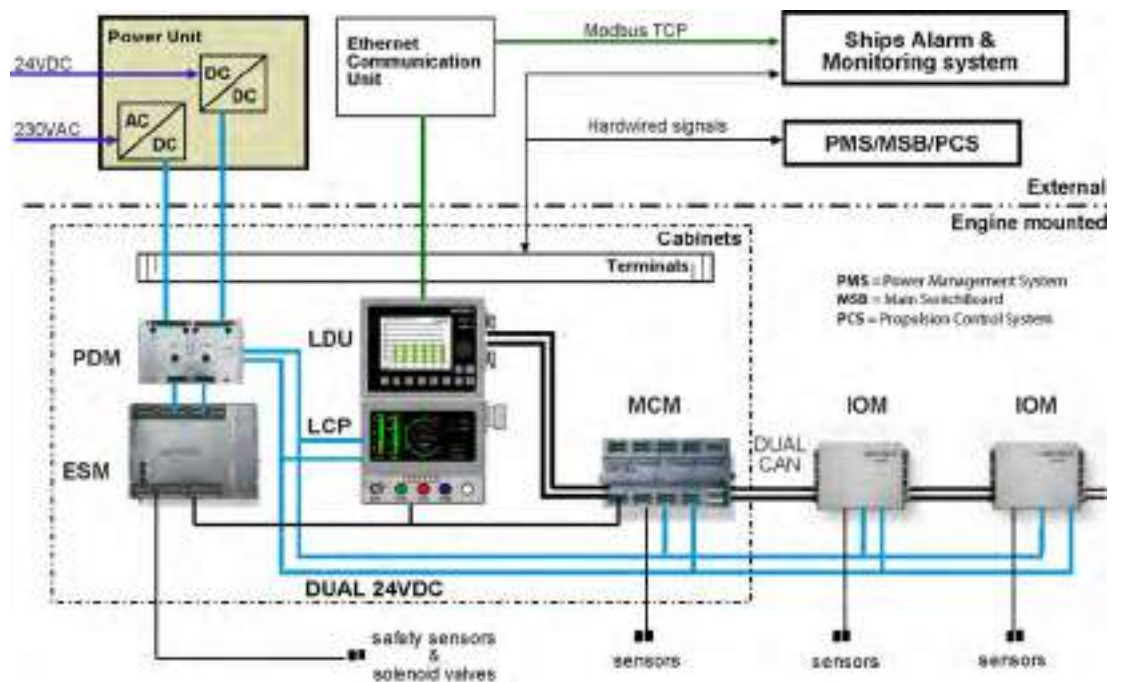 Power Unit
24VDC
DC
DC
230VAC
AC
DC
Ethernet
Communication
Unit
Modbus TCP
Ships Alarm &
Monitoring system
Hardwired signals
PMS/MSB/PCS
External
Engine mounted
Cabinets
Terminals
PMS = Power Management System
MSB = Main SwitchBoard
PCS = Propulsion Control System
PDM
LDU
LCP
ESM
MCM
IOM
IOM
DUAL
CAN
DUAL 24VDC
safety sensors
&
solenoid valves
sensors
sensors
sensors